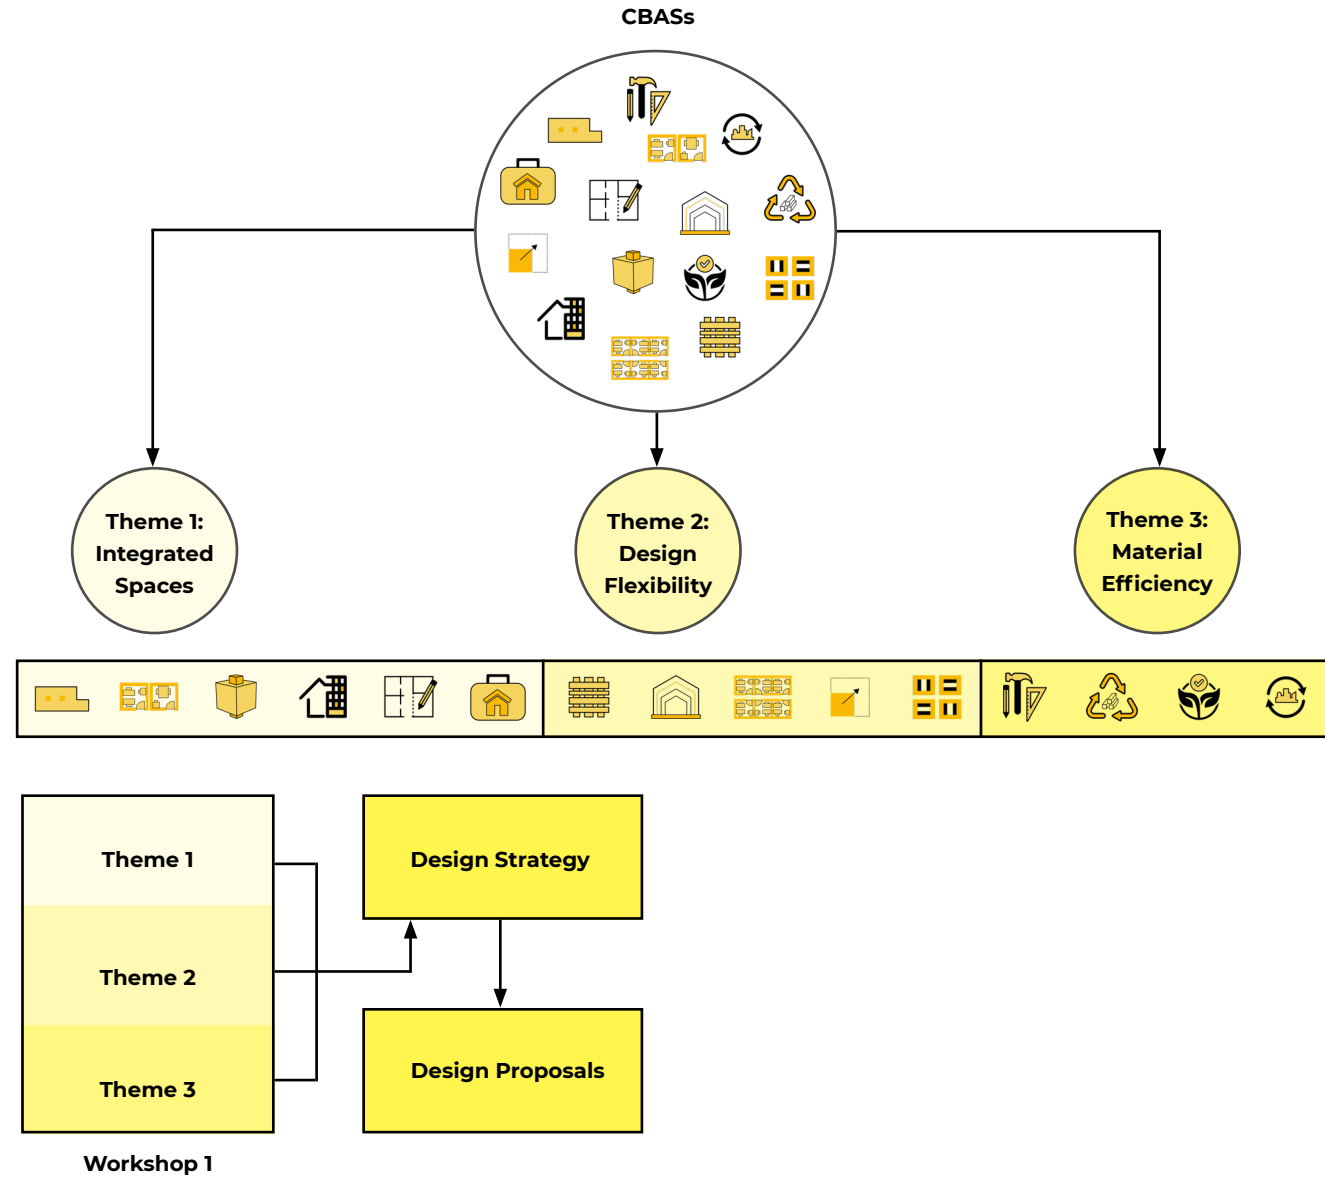 CBASs
Theme 1:
Integrated
Spaces
Theme 2:
Design
Flexibility
Theme 3:
Material
Efficiency
Theme 1
Theme 2
Theme 3
Workshop 1
Design Strategy
Design Proposals